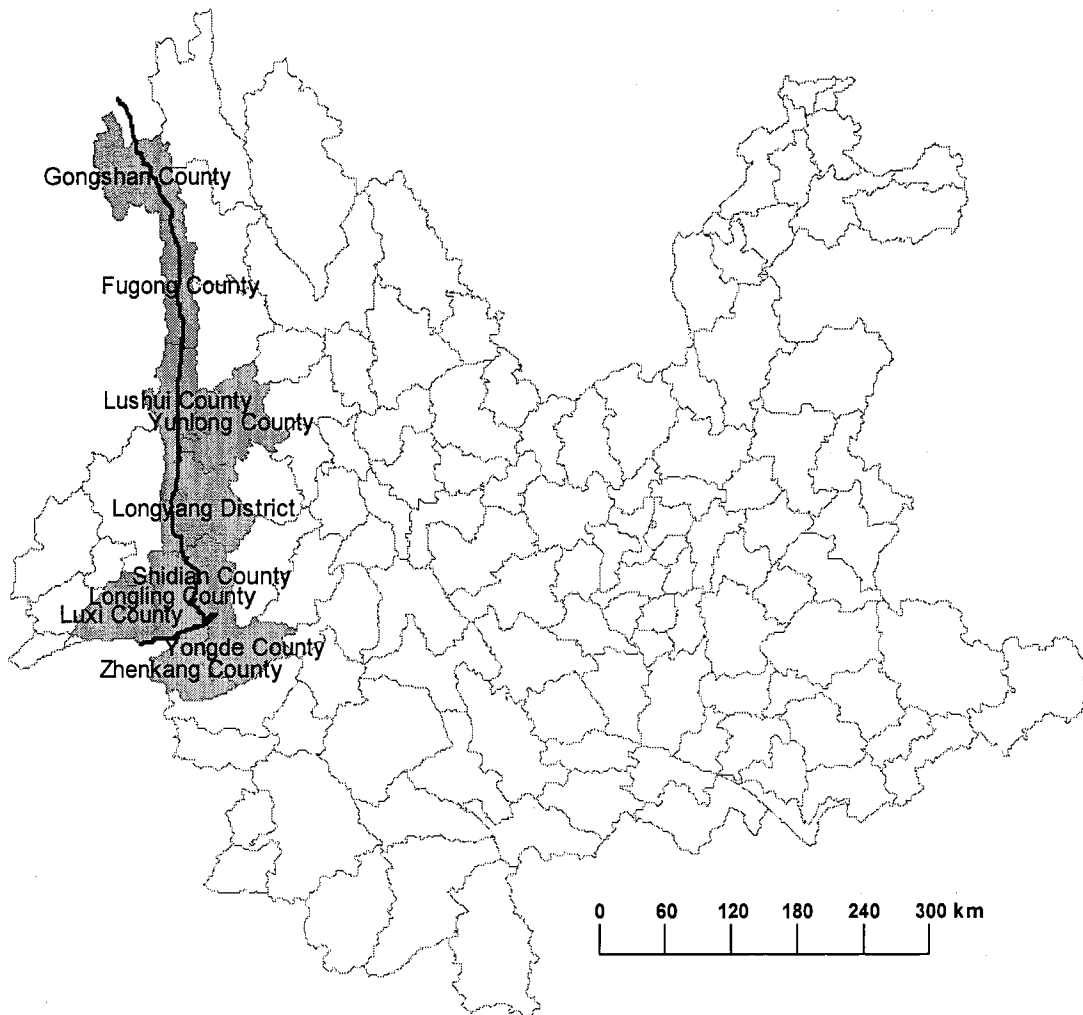 Gongshan County
Fugong County
Lushui County
Yunlong County
Longyang District
Shidian County
Longling County
Luxi County
Yongde County
Zhenkang County
0 60 120 180 240 300 km